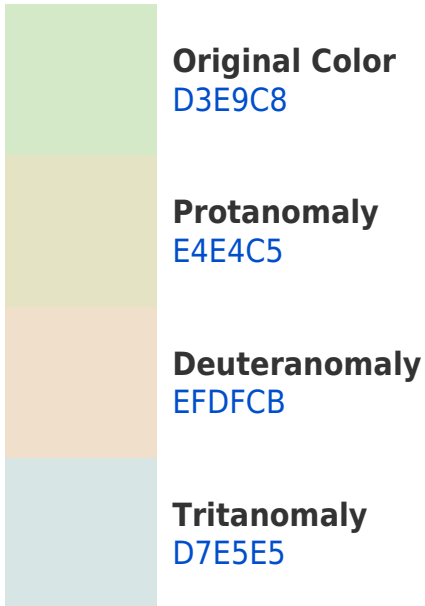 Original Color
D3E9C8
Protanomaly
E4E4C5
Deuteranomaly
EFDFCB
Tritanomaly
D7E5E5